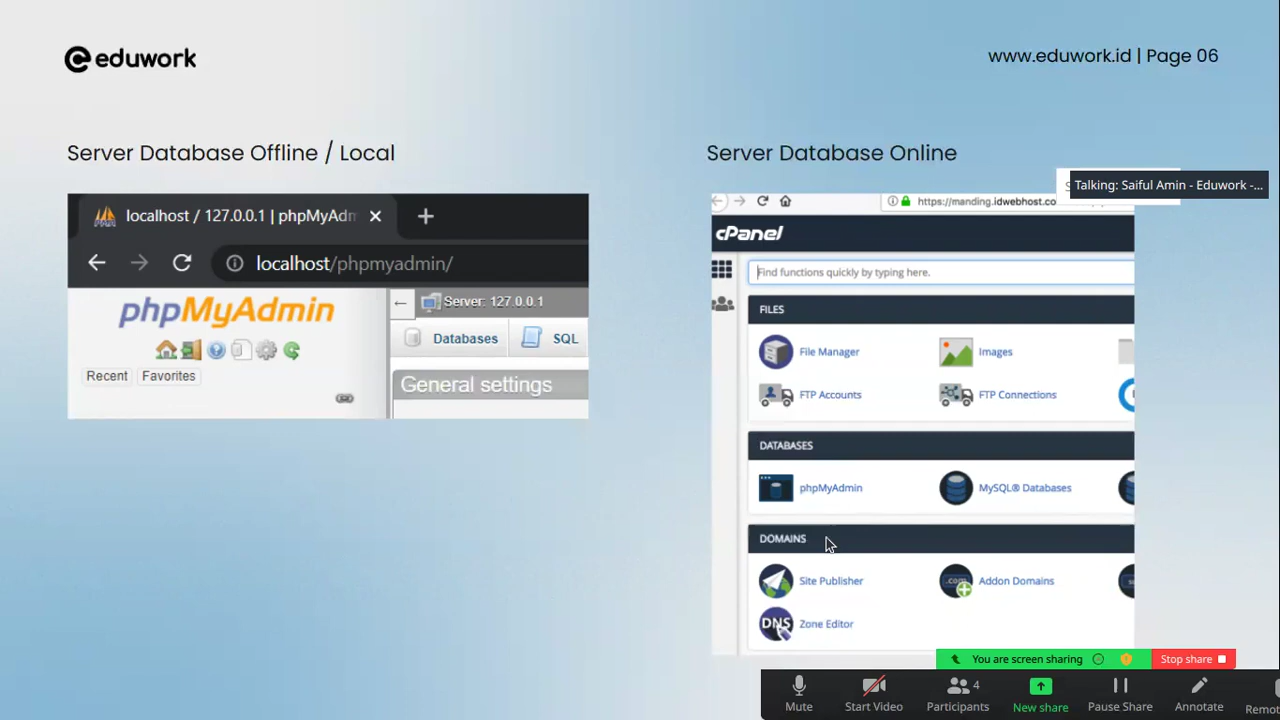 eduwork
www.eduwork.id | Page 06
Server Database Offline / Local
Server Database Online
Talking: Saiful Amin - Eduwork -...
localhost / 127.0.0.1 | phpMyAdm
localhost/phpmyadmin/
phpMyAdmin
Server: 127.0.0.1
Databases
SQL
Recent
Favorites
General settings
https://manding.idwebhost.co
cPanel
Find functions quickly by typing here.
FILES
File Manager
Images
FTP Accounts
FTP Connections
DATABASES
phpMyAdmin
MySQL® Databases
DOMAINS
Site Publisher
.com
Addon Domains
DNS
Zone Editor
You are screen sharing
Stop share
4
Mute
Start Video
Participants
New share
Pause Share
Annotate
Remot